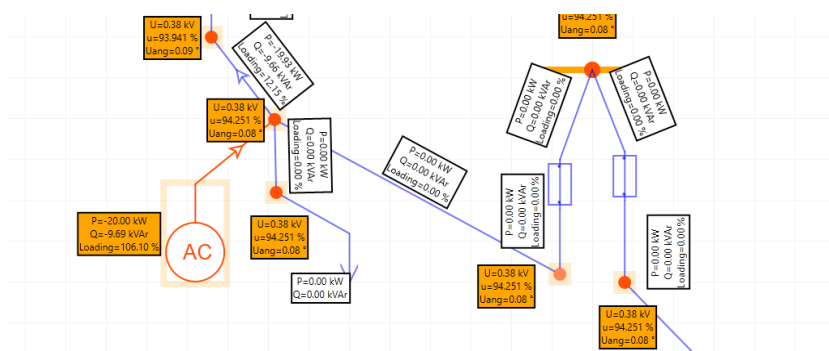 U=0.38 kV
u=93.941 %
Uang=0.09 °
P=-19.93 kW
Q=-9.66 kVAr
Loading=12.15 %
U=0.38 kV
u=94.251 %
Uang=0.08 °
P=0.00 kW
Q=0.00 kVAr
Loading=0.00 %
P=-20.00 kW
Q=-9.69 kVAr
Loading=106.10 %
AC
U=0.38 kV
u=94.251 %
Uang=0.08 °
P=0.00 kW
Q=0.00 kVAr
P=0.00 kW
Q=0.00 kVAr
Loading=0.00 %
u=94.251 %
Uang=0.08 °
P=0.00 kW
Q=0.00 kVAr
Loading=0.00 %
P=0.00 kW
Q=0.00 kVAr
Loading=0.00 %
P=0.00 kW
Q=0.00 kVAr
Loading=0.00 %
U=0.38 kV
u=94.251 %
Uang=0.08 °
P=0.00 kW
Q=0.00 kVAr
Loading=0.00 %
U=0.38 kV
u=94.251 %
Uang=0.08 °